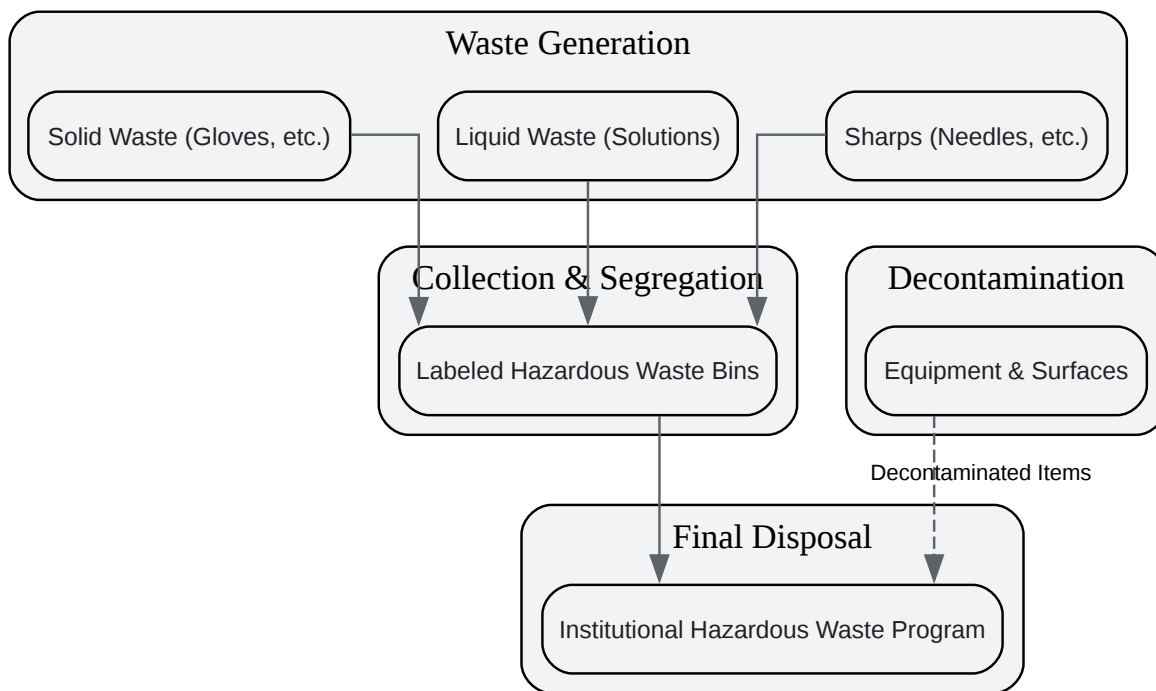 Waste Generation
Solid Waste (Gloves, etc.)
Liquid Waste (Solutions)
Sharps (Needles, etc.)
Collection & Segregation
Decontamination
Labeled Hazardous Waste Bins
Equipment & Surfaces
Decontaminated Items
Final Disposal
Institutional Hazardous Waste Program